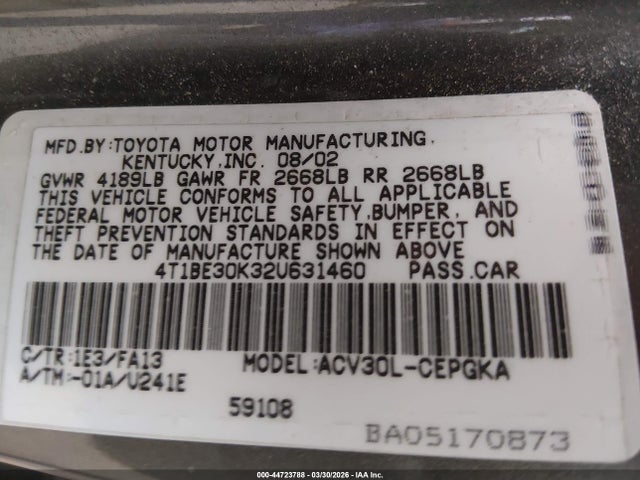 MFD.BY:TOYOTA MOTOR MANUFACTURING,
KENTUCKY,INC. 08/02
GVWR 4189LB GAWR FR 2668LB RR 2668LB
THIS VEHICLE CONFORMS TO ALL APPLICABLE
FEDERAL MOTOR VEHICLE SAFETY,BUMPER, AND
THEFT PREVENTION STANDARDS IN EFFECT ON
THE DATE OF MANUFACTURE SHOWN ABOVE
4T1BE30K32U631460 PASS.CAR
C/TR:1E3/FA13 MODEL:ACV30L-CEPGKA
A/TM:-01A/U241E
59108
BA05170873
000-44723788 - 03/30/2026 - IAA Inc.